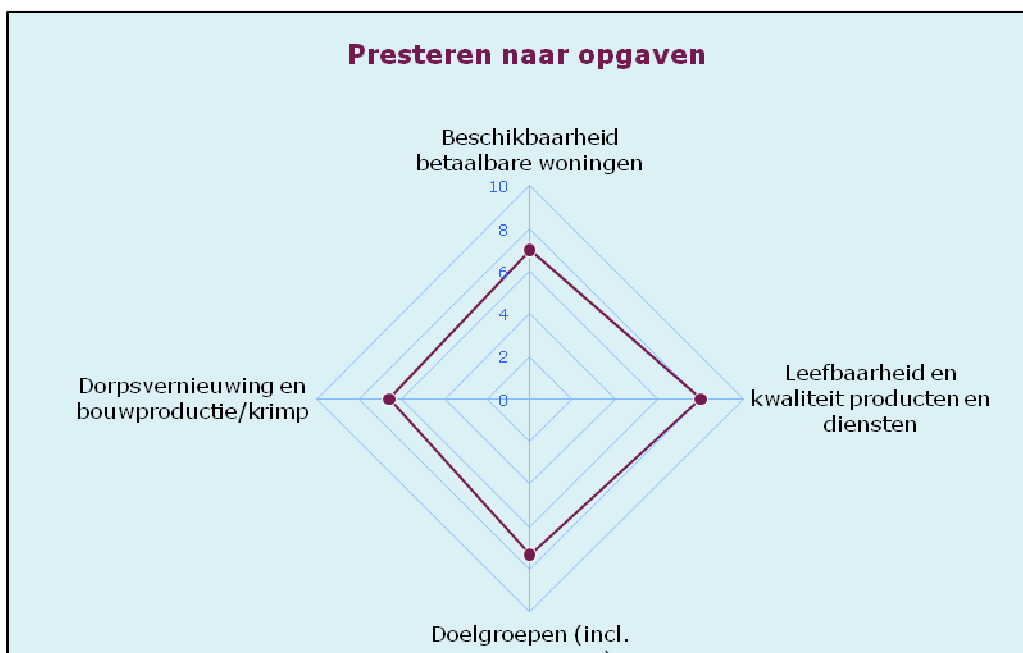 Presteren naar opgaven
Beschikbaarheid
betaalbare woningen
10
8
6
4
2
0
Dorpsvernieuwing en
bouwproductie/krimp
Leefbaarheid en
kwaliteit producten en
diensten
Doelgroepen (incl.